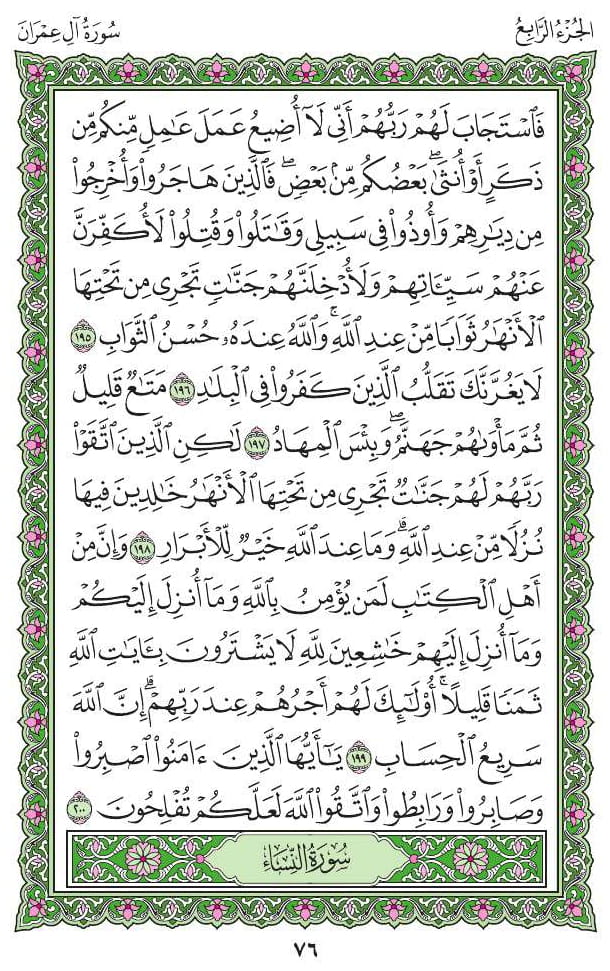 الجُزْءُ الرَّابِعُ
سُورَةُ آلِ عِمْرَانَ
فَٱسْتَجَابَ لَهُمْ رَبُّهُمْ أَنِّي لَآ أُضِيعُ عَمَلَ عَٰمِلٍ مِّنكُم مِّن
ذَكَرٍ أَوْ أُنثَىٰۖ بَعْضُكُم مِّنۢ بَعْضٍۖ فَٱلَّذِينَ هَاجَرُوا۟ وَأُخْرِجُوا۟
مِن دِيَٰرِهِمْ وَأُوذُوا۟ فِي سَبِيلِي وَقَٰتَلُوا۟ وَقُتِلُوا۟ لَأُكَفِّرَنَّ
عَنْهُمْ سَيِّـَٔاتِهِمْ وَلَأُدْخِلَنَّهُمْ جَنَّٰتٍ تَجْرِي مِن تَحْتِهَا
ٱلْأَنْهَٰرُ ثَوَابًا مِّنْ عِندِ ٱللَّهِۚ وَٱللَّهُ عِندَهُۥ حُسْنُ ٱلثَّوَابِ ١٩٥
لَا يَغُرَّنَّكَ تَقَلُّبُ ٱلَّذِينَ كَفَرُوا۟ فِي ٱلْبِلَٰدِ ١٩٦ مَتَٰعٌ قَلِيلٌ
ثُمَّ مَأْوَىٰهُمْ جَهَنَّمُۖ وَبِئْسَ ٱلْمِهَادُ ١٩٧ لَٰكِنِ ٱلَّذِينَ ٱتَّقَوْا۟
رَبَّهُمْ لَهُمْ جَنَّٰتٌ تَجْرِي مِن تَحْتِهَا ٱلْأَنْهَٰرُ خَٰلِدِينَ فِيهَا
نُزُلًا مِّنْ عِندِ ٱللَّهِۗ وَمَا عِندَ ٱللَّهِ خَيْرٌ لِّلْأَبْرَارِ ١٩٨ وَإِنَّ مِنْ
أَهْلِ ٱلْكِتَٰبِ لَمَن يُؤْمِنُ بِٱللَّهِ وَمَآ أُنزِلَ إِلَيْكُمْ
وَمَآ أُنزِلَ إِلَيْهِمْ خَٰشِعِينَ لِلَّهِ لَا يَشْتَرُونَ بِـَٔايَٰتِ ٱللَّهِ
ثَمَنًا قَلِيلًاۚ أُو۟لَٰٓئِكَ لَهُمْ أَجْرُهُمْ عِندَ رَبِّهِمْۗ إِنَّ ٱللَّهَ
سَرِيعُ ٱلْحِسَابِ ١٩٩ يَٰٓأَيُّهَا ٱلَّذِينَ ءَامَنُوا۟ ٱصْبِرُوا۟
وَصَابِرُوا۟ وَرَابِطُوا۟ وَٱتَّقُوا۟ ٱللَّهَ لَعَلَّكُمْ تُفْلِحُونَ ٢٠٠
سُورَةُ النِّسَاءِ
٧٦